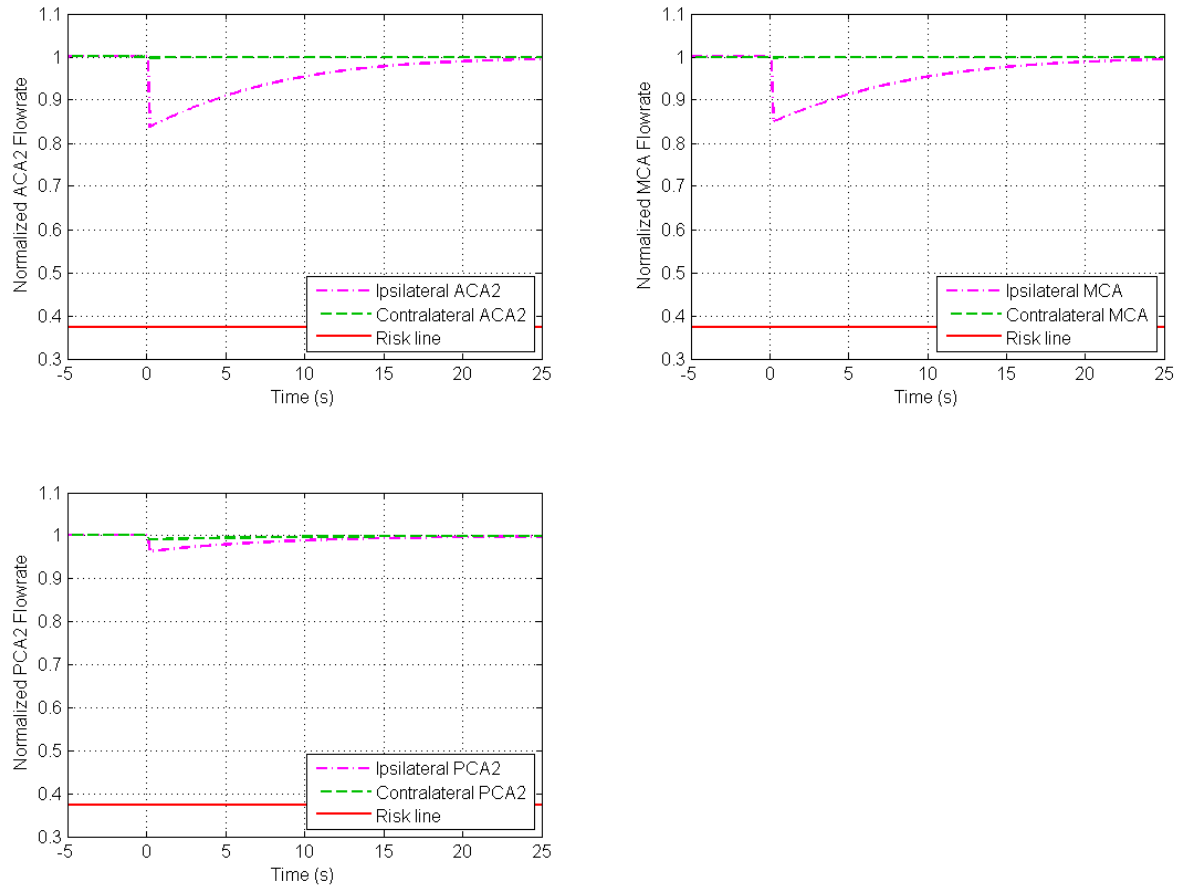 1.1
1
0.9
0.8
0.7
0.6
0.5
0.4
0.3
Normalized ACA2 Flowrate
Ipsilateral ACA2
Contralateral ACA2
Risk line
-5 0 5 10 15 20 25
Time (s)
1.1
1
0.9
0.8
0.7
0.6
0.5
0.4
0.3
Normalized MCA Flowrate
Ipsilateral MCA
Contralateral MCA
Risk line
-5 0 5 10 15 20 25
Time (s)
1.1
1
0.9
0.8
0.7
0.6
0.5
0.4
0.3
Normalized PCA2 Flowrate
Ipsilateral PCA2
Contralateral PCA2
Risk line
-5 0 5 10 15 20 25
Time (s)